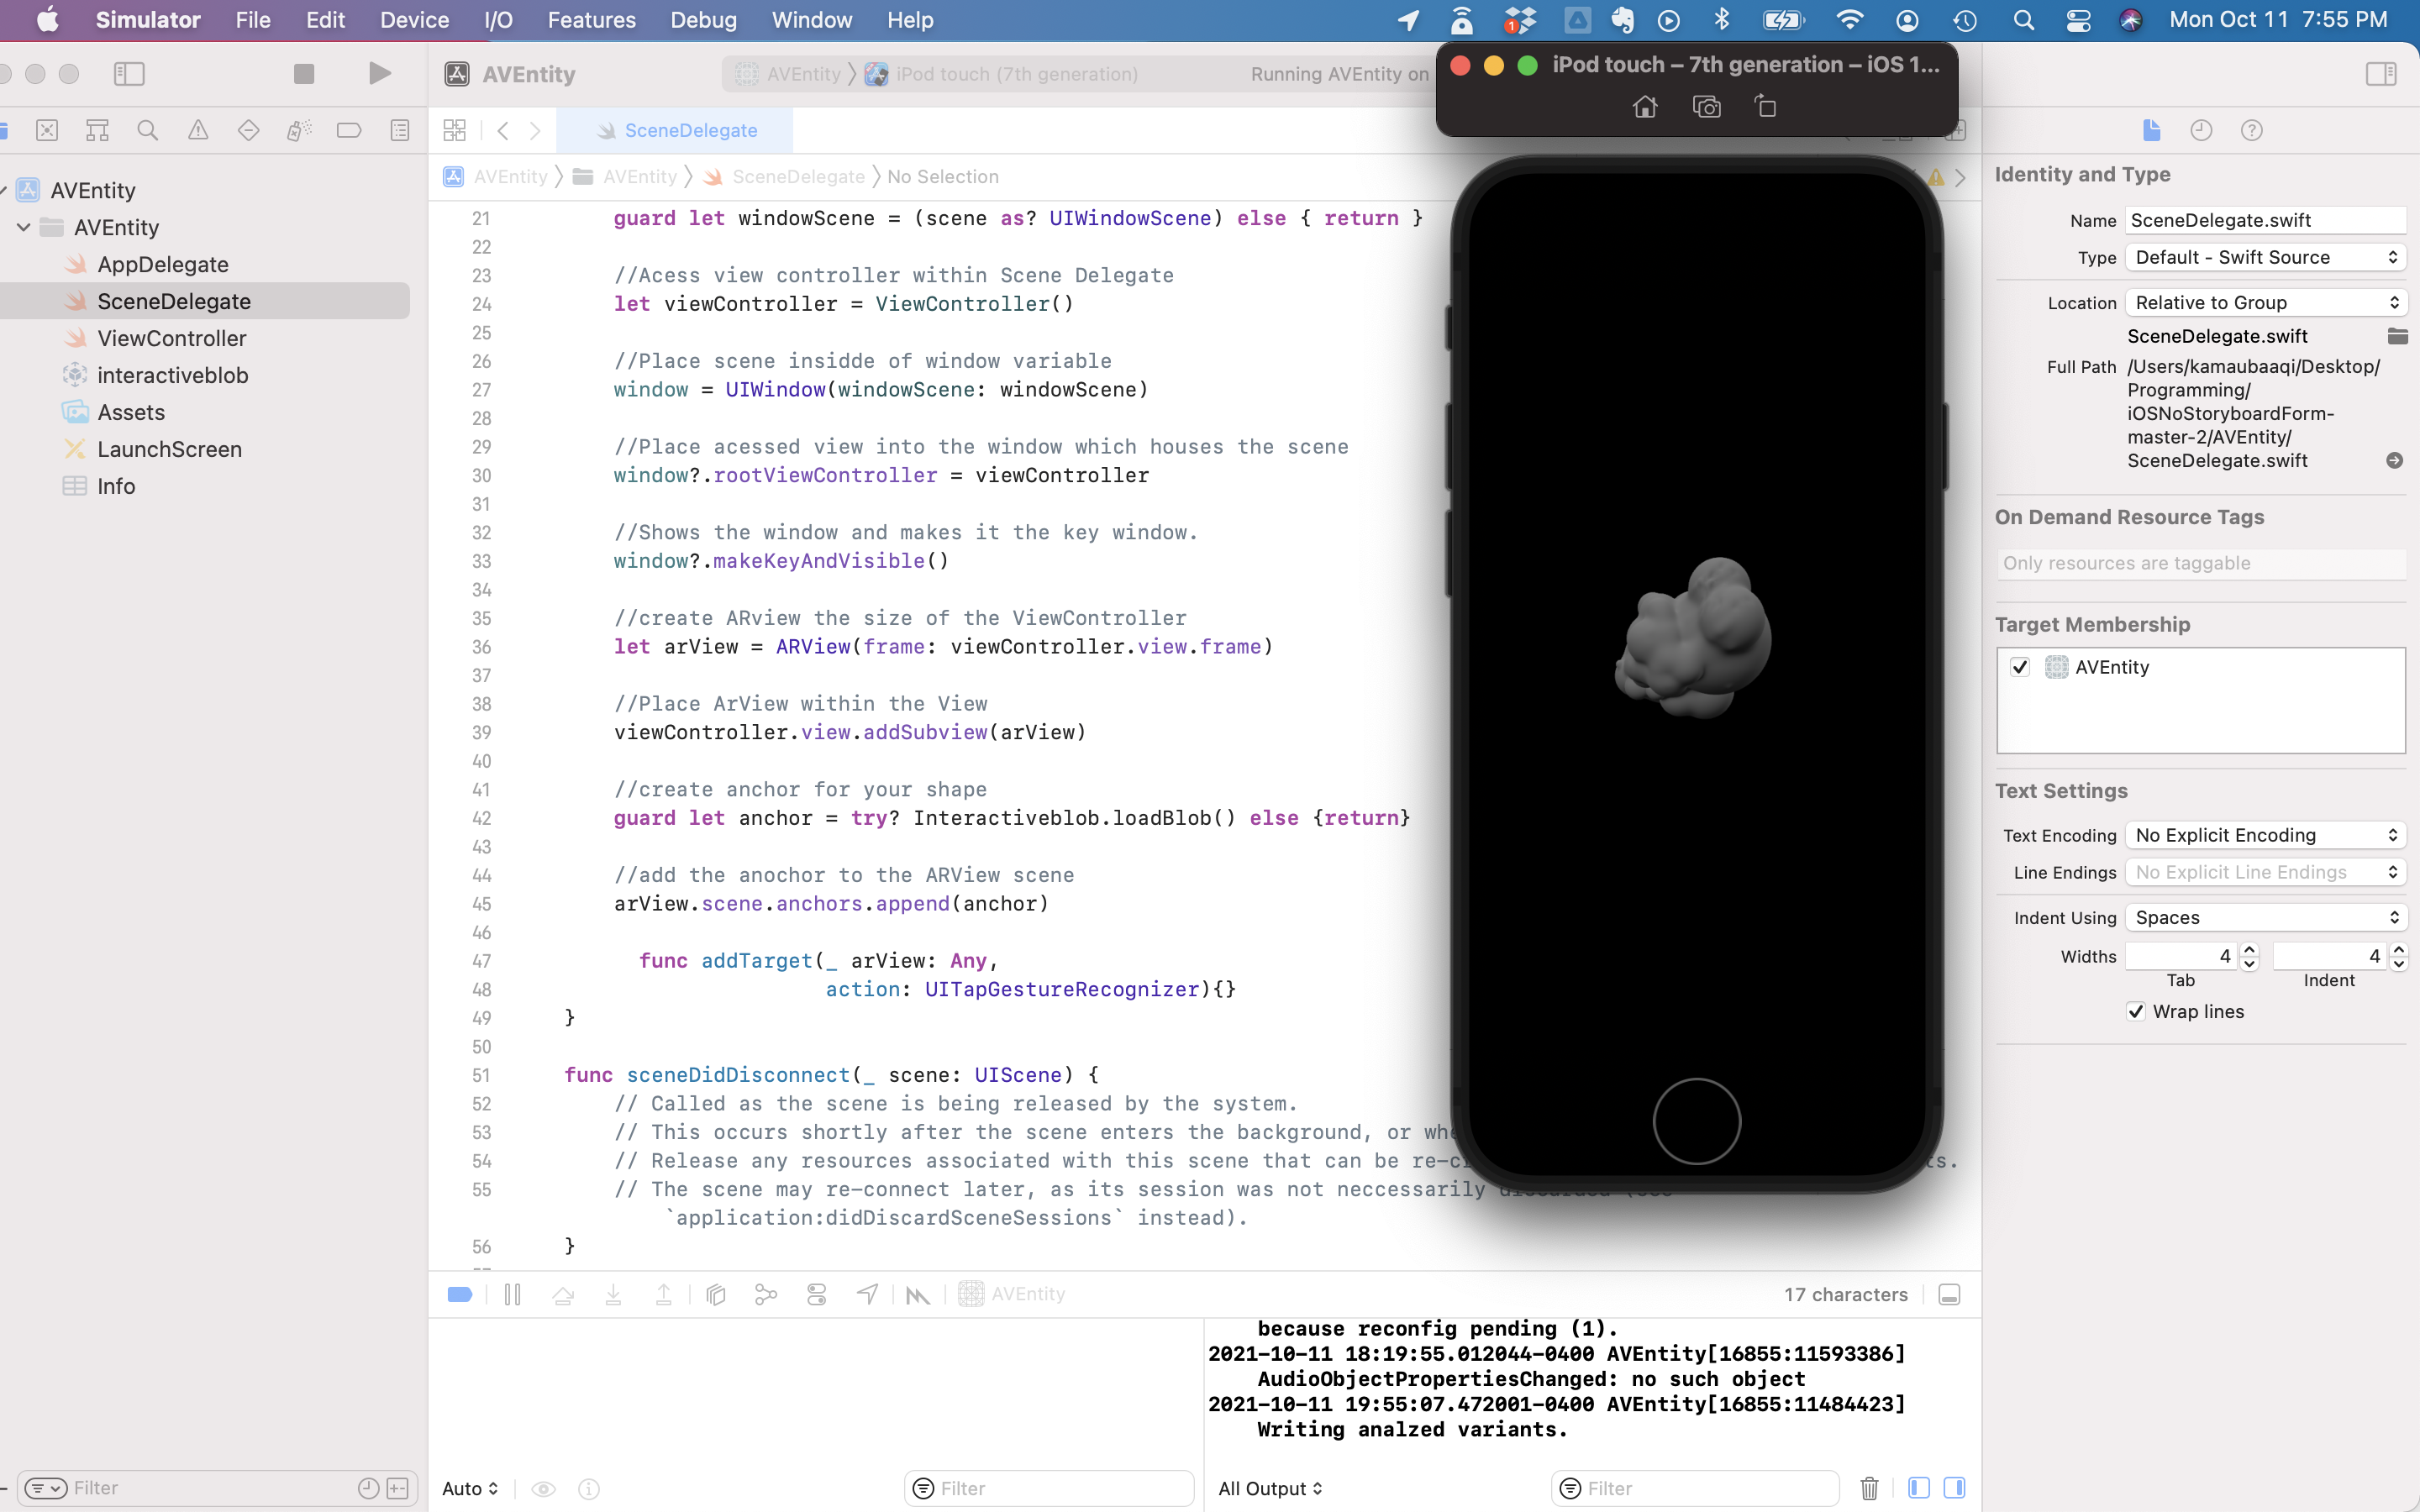 Simulator File Edit Device I/O Features Debug Window Help 1 Mon Oct 11 7:55 PM
AVEntity AVEntity iPod touch (7th generation) Running AVEntity on
iPod touch – 7th generation – iOS 1...
SceneDelegate
AVEntity AVEntity SceneDelegate No Selection
AVEntity
AVEntity
AppDelegate
SceneDelegate
ViewController
interactiveblob
Assets
LaunchScreen
Info
Filter
21 guard let windowScene = (scene as? UIWindowScene) else { return }
22
23 //Acess view controller within Scene Delegate
24 let viewController = ViewController()
25
26 //Place scene insidde of window variable
27 window = UIWindow(windowScene: windowScene)
28
29 //Place acessed view into the window which houses the scene
30 window?.rootViewController = viewController
31
32 //Shows the window and makes it the key window.
33 window?.makeKeyAndVisible()
34
35 //create ARview the size of the ViewController
36 let arView = ARView(frame: viewController.view.frame)
37
38 //Place ArView within the View
39 viewController.view.addSubview(arView)
40
41 //create anchor for your shape
42 guard let anchor = try? Interactiveblob.loadBlob() else {return}
43
44 //add the anochor to the ARView scene
45 arView.scene.anchors.append(anchor)
46
47 func addTarget(_ arView: Any,
48 action: UITapGestureRecognizer){}
49 }
50
51 func sceneDidDisconnect(_ scene: UIScene) {
52 // Called as the scene is being released by the system.
53 // This occurs shortly after the scene enters the background, or
54 // Release any resources associated with this scene that can be
55 // The scene may re-connect later, as its session was not neccessarily
`application:didDiscardSceneSessions` instead).
56 }
AVEntity 17 characters
because reconfig pending (1).
2021-10-11 18:19:55.012044-0400 AVEntity[16855:11593386]
AudioObjectPropertiesChanged: no such object
2021-10-11 19:55:07.472001-0400 AVEntity[16855:11484423]
Writing analzed variants.
Auto Filter All Output Filter
Identity and Type
Name SceneDelegate.swift
Type Default - Swift Source
Location Relative to Group
SceneDelegate.swift
Full Path /Users/kamaubaaqi/Desktop/
Programming/
iOSNoStoryboardForm-
master-2/AVEntity/
SceneDelegate.swift
On Demand Resource Tags
Only resources are taggable
Target Membership
AVEntity
Text Settings
Text Encoding No Explicit Encoding
Line Endings No Explicit Line Endings
Indent Using Spaces
Widths 4 4
Tab Indent
Wrap lines